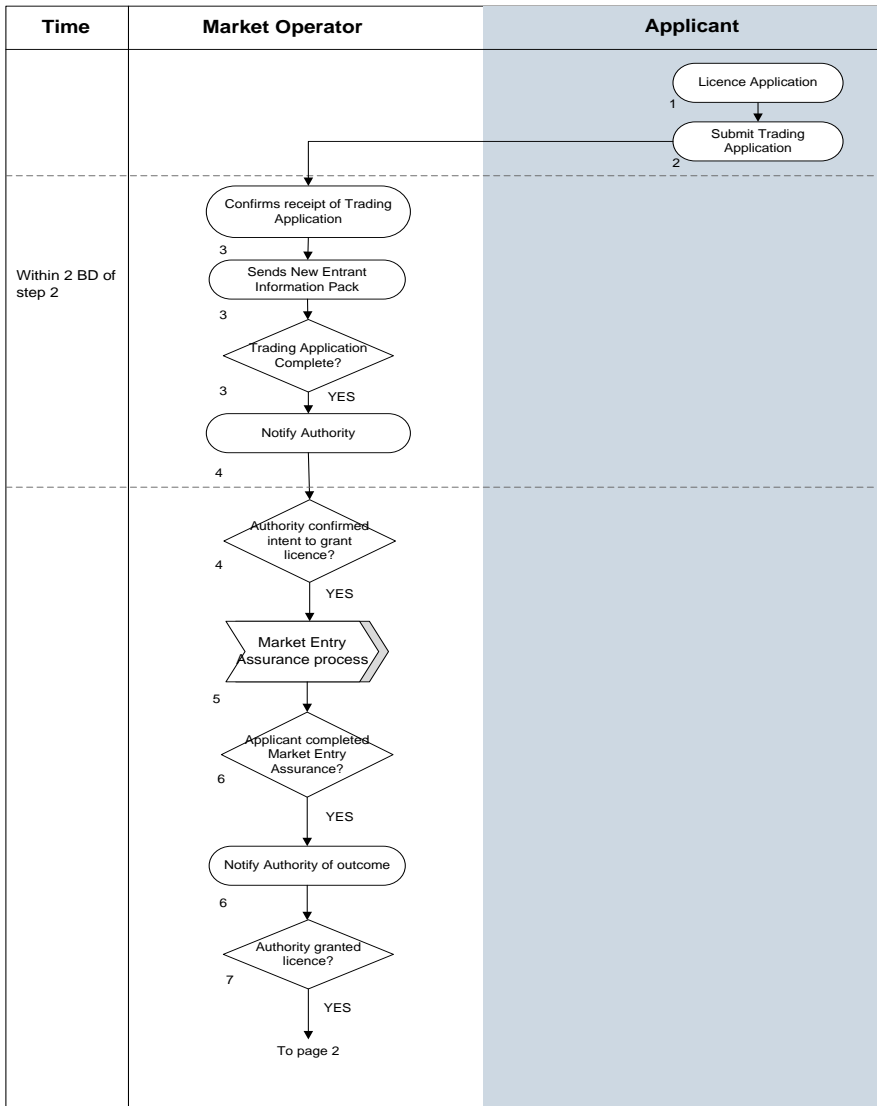 Time
Market Operator
Applicant
Licence Application
1
Submit Trading
Application
2
Confirms receipt of Trading
Application
3
Within 2 BD of
step 2
Sends New Entrant
Information Pack
3
Trading Application
Complete?
3
YES
Notify Authority
4
Authority confirmed
intent to grant
licence?
4
YES
Market Entry
Assurance process
5
Applicant completed
Market Entry
Assurance?
6
YES
Notify Authority of outcome
6
Authority granted
licence?
7
YES
To page 2